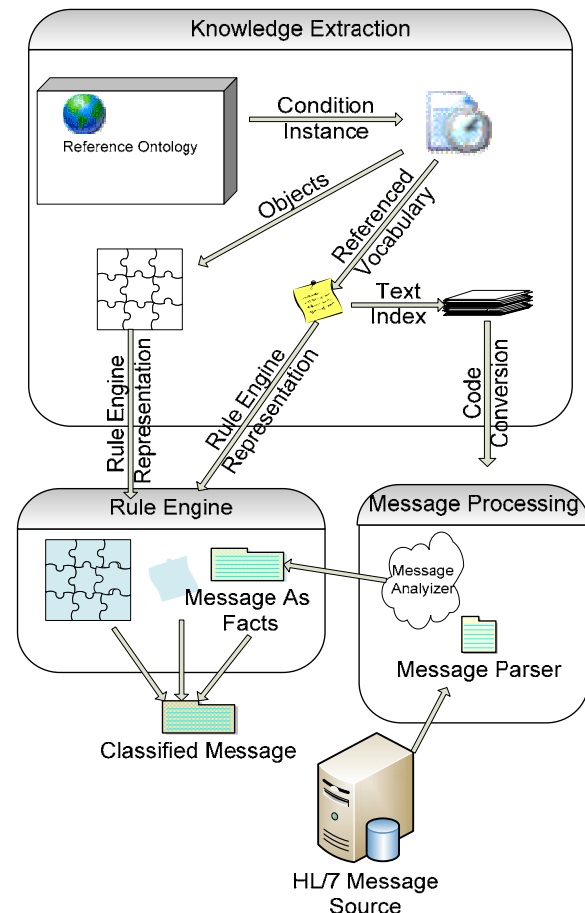 Knowledge Extraction
Reference Ontology
Condition
Instance
Objects
Referenced
Vocabulary
Text
Index
Rule Engine
Representation
Rule Engine
Representation
Code
Conversion
Rule Engine
Message Processing
Message
Analyizer
Message As
Facts
Message Parser
Classified Message
HL/7 Message
Source